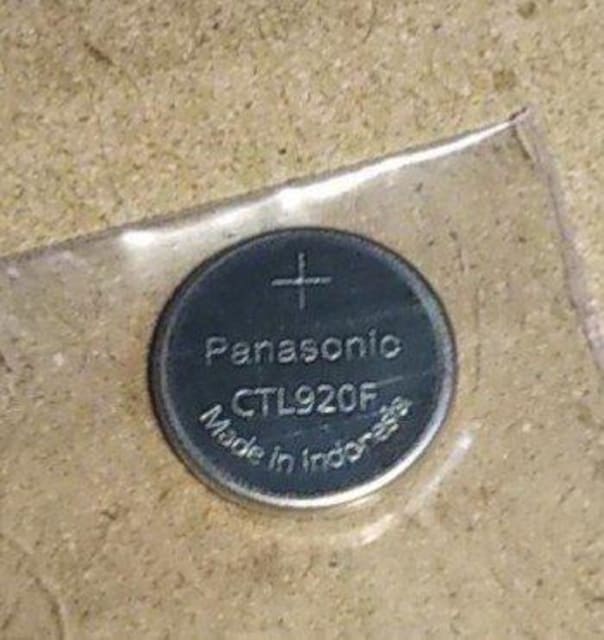 +
Panasonic
CTL920F
Made in Indonesia